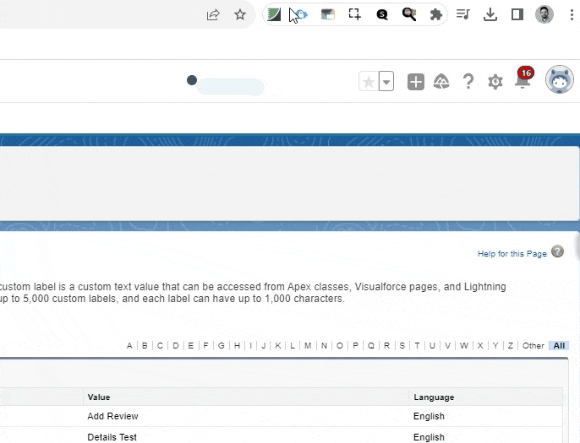 16
Help for this Page
custom label is a custom text value that can be accessed from Apex classes, Visualforce pages, and Lightning
up to 5,000 custom labels, and each label can have up to 1,000 characters.
A | B | C | D | E | F | G | H | I | J | K | L | M | N | O | P | Q | R | S | T | U | V | W | X | Y | Z | Other All
Value Language
Add Review English
Details Test English